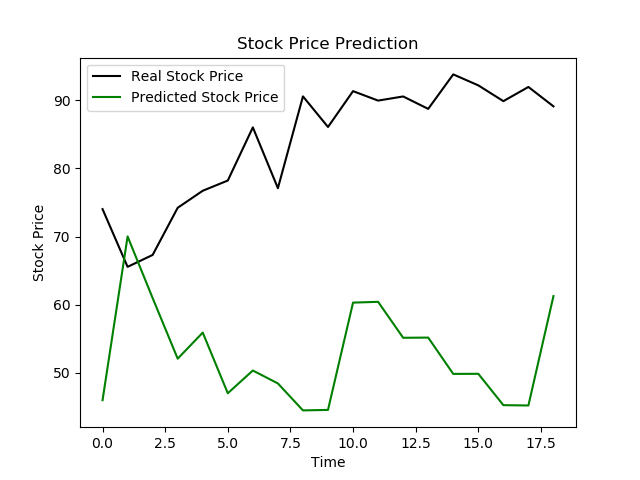 Stock Price Prediction
Real Stock Price
Predicted Stock Price
90
80
70
60
50
Stock Price
0.0 2.5 5.0 7.5 10.0 12.5 15.0 17.5
Time